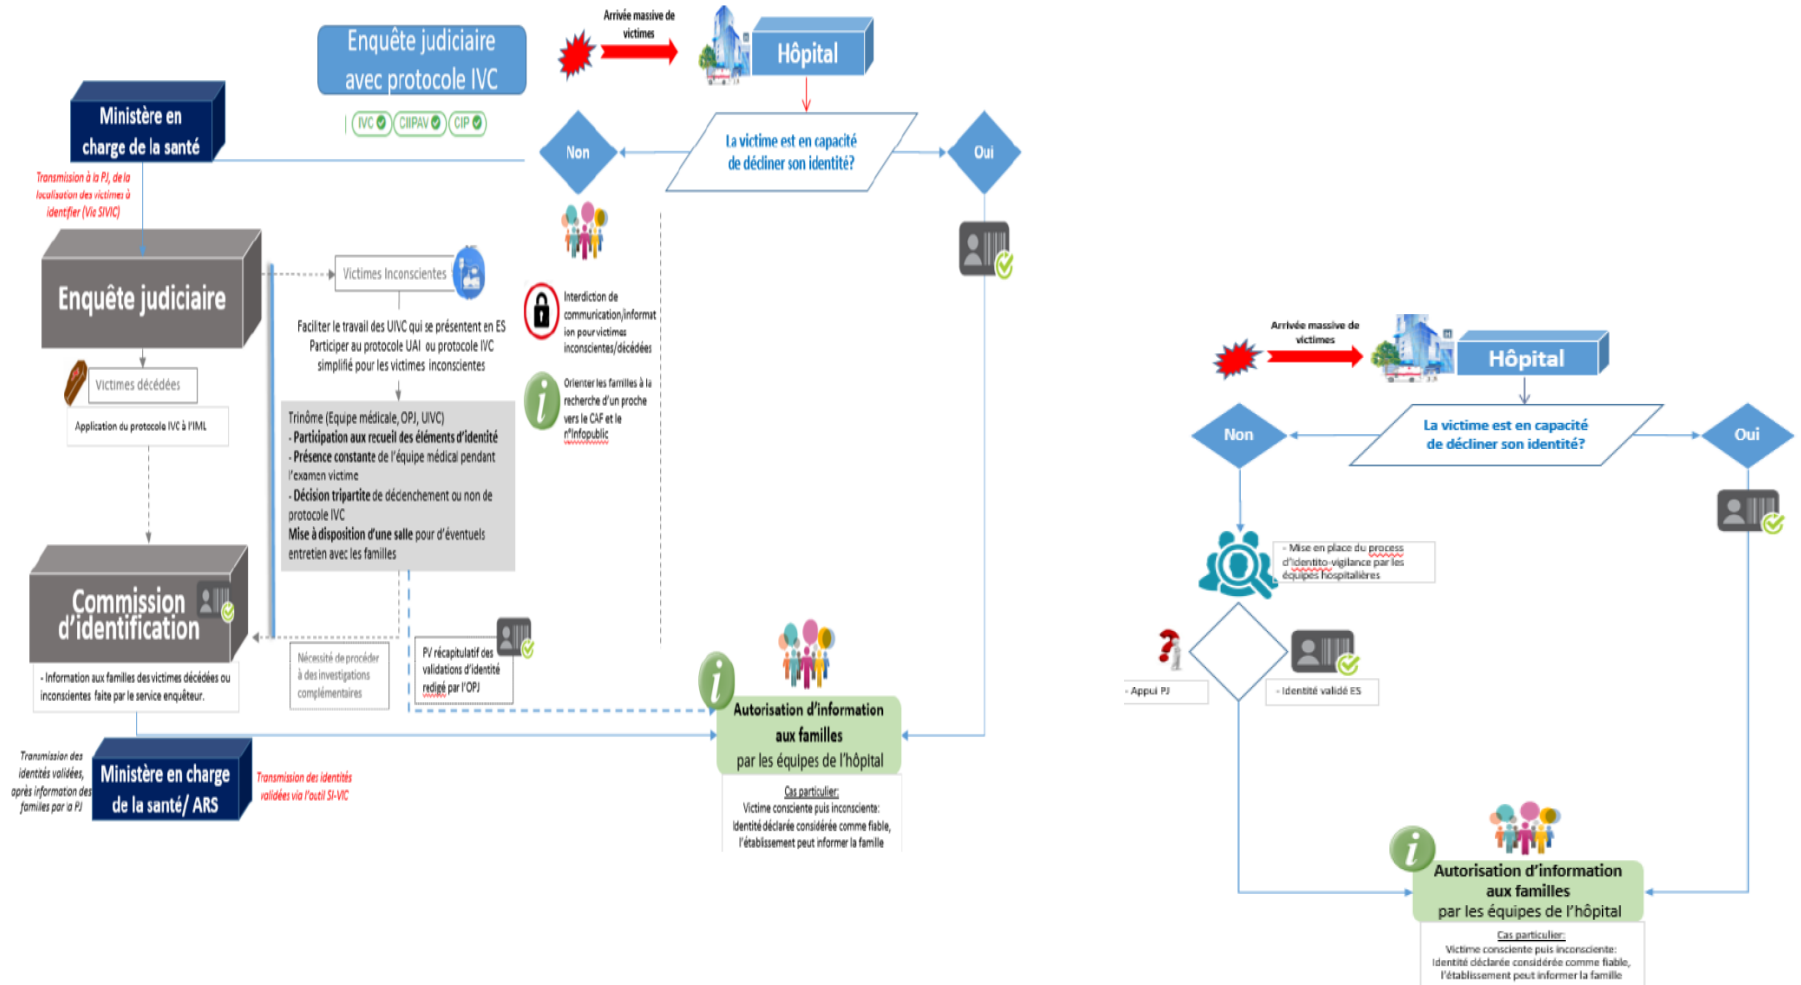 Enquête judiciaire
avec protocole IVC
IVC
CIIPAV
CIP
Arrivée massive de
victimes
Hôpital
La victime est en capacité
de décliner son identité?
Non
Oui
Ministère en
charge de la santé
Transmission à la PJ, de la
localisation des victimes à
identifier (Via SIVIC)
Enquête judiciaire
Victimes Inconscientes
Faciliter le travail des UIVC qui se présentent en ES
Participer au protocole UAI ou protocole IVC
simplifié pour les victimes inconscientes
Victimes décédées
Application du protocole IVC à l'IML
Trinôme (Equipe médicale, OPJ, UIVC)
- Participation aux recueil des éléments d'identité
- Présence constante de l'équipe médical pendant
l'examen victime
- Décision tripartite de déclenchement ou non de
protocole IVC
Mise à disposition d'une salle pour d'éventuels
entretien avec les familles
Interdiction de
communication/informat
ion pour victimes
inconscientes/décédées
Orienter les familles à la
recherche d'un proche
vers le CAF et le
n°Infopublic
Commission
d'identification
- Information aux familles des victimes décédées ou
inconscientes faite par le service enquêteur.
Nécessité de procéder
à des investigations
complémentaires
PV récapitulatif des
validations d'identité
redigé par l'OPJ
Transmission des
identités validées,
après information des
familles par la PJ
Ministère en charge
de la santé/ ARS
Transmission des identités
validées via l'outil SI-VIC
Autorisation d'information
aux familles
par les équipes de l'hôpital
Cas particulier:
Victime consciente puis inconsciente:
Identité déclarée considérée comme fiable,
l'établissement peut informer la famille
Arrivée massive de
victimes
Hôpital
La victime est en capacité
de décliner son identité?
Non
Oui
- Mise en place du process
d'identito-vigilance par les
équipes hospitalières
- Appui PJ
- Identité validé ES
Autorisation d'information
aux familles
par les équipes de l'hôpital
Cas particulier:
Victime consciente puis inconsciente:
Identité déclarée considérée comme fiable,
l'établissement peut informer la famille